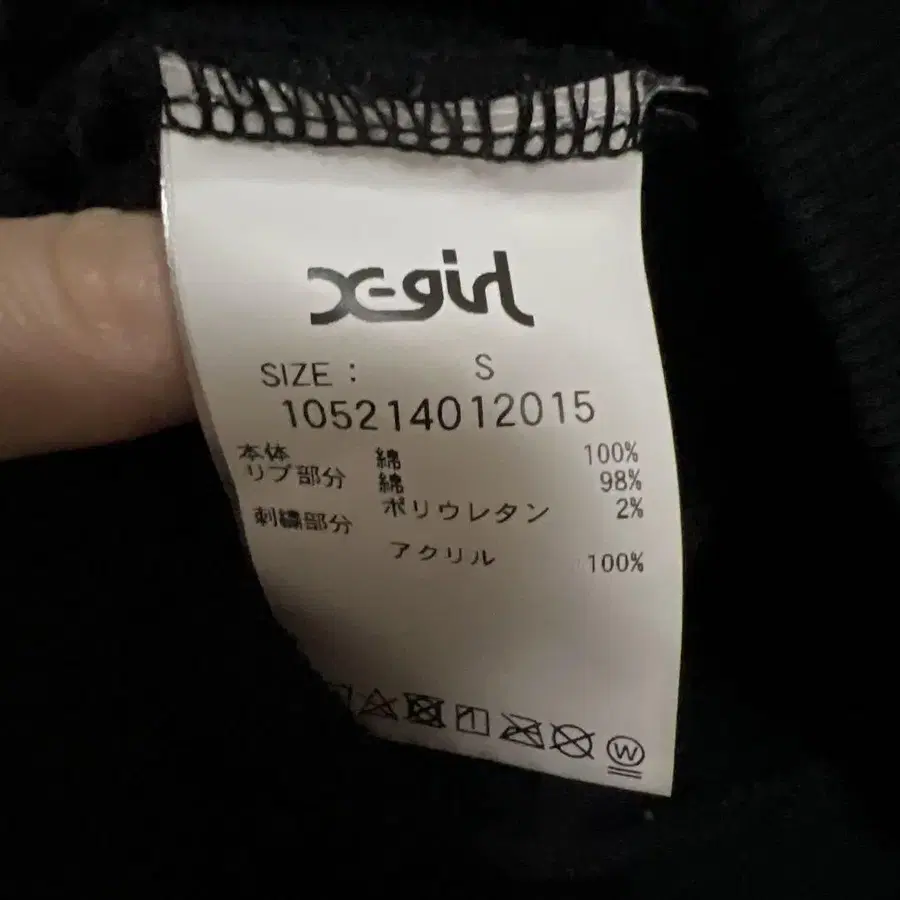 X-girl
SIZE : S
105214012015
本体 綿 100%
リブ部分 綿 98%
ポリウレタン 2%
刺繍部分
アクリル 100%
W